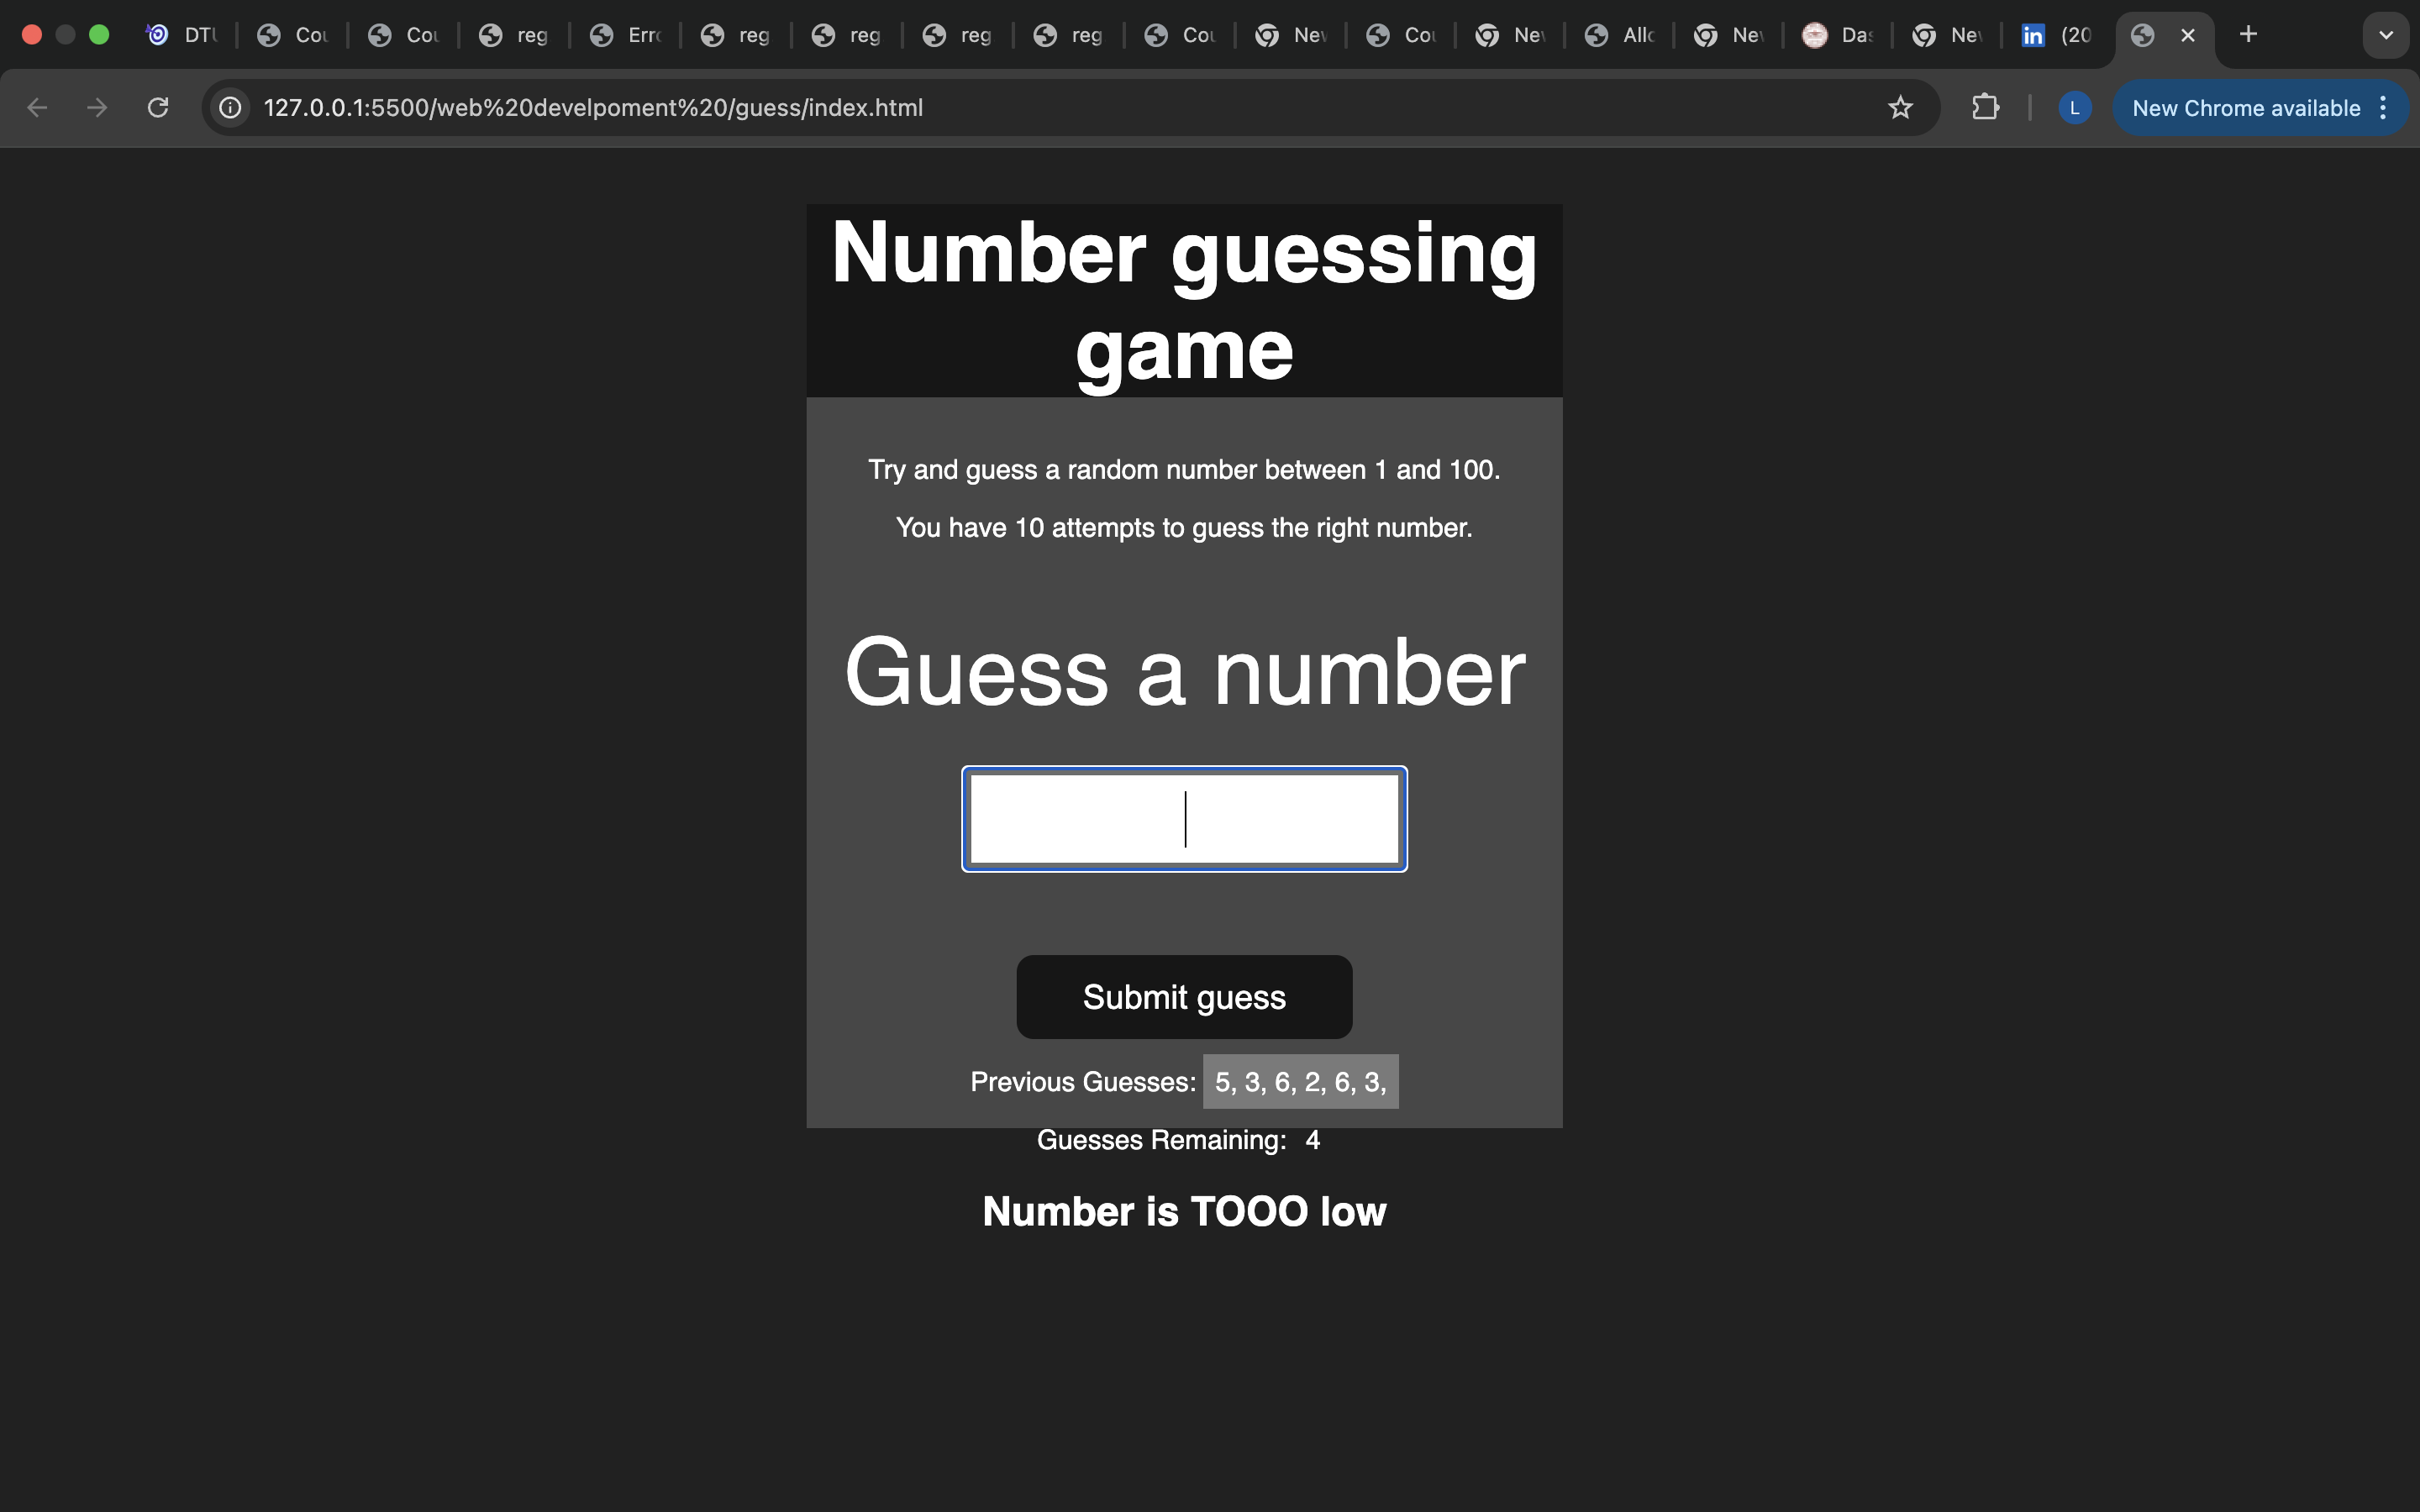 DTU
Cou
Cou
reg
Erro
reg
reg
reg
reg
Cou
New
Cou
New
Allo
New
Das
New
in (20
127.0.0.1:5500/web%20develpoment%20/guess/index.html
L
New Chrome available
Number guessing
game
Try and guess a random number between 1 and 100.
You have 10 attempts to guess the right number.
Guess a number
Submit guess
Previous Guesses: 5, 3, 6, 2, 6, 3,
Guesses Remaining: 4
Number is TOOO low